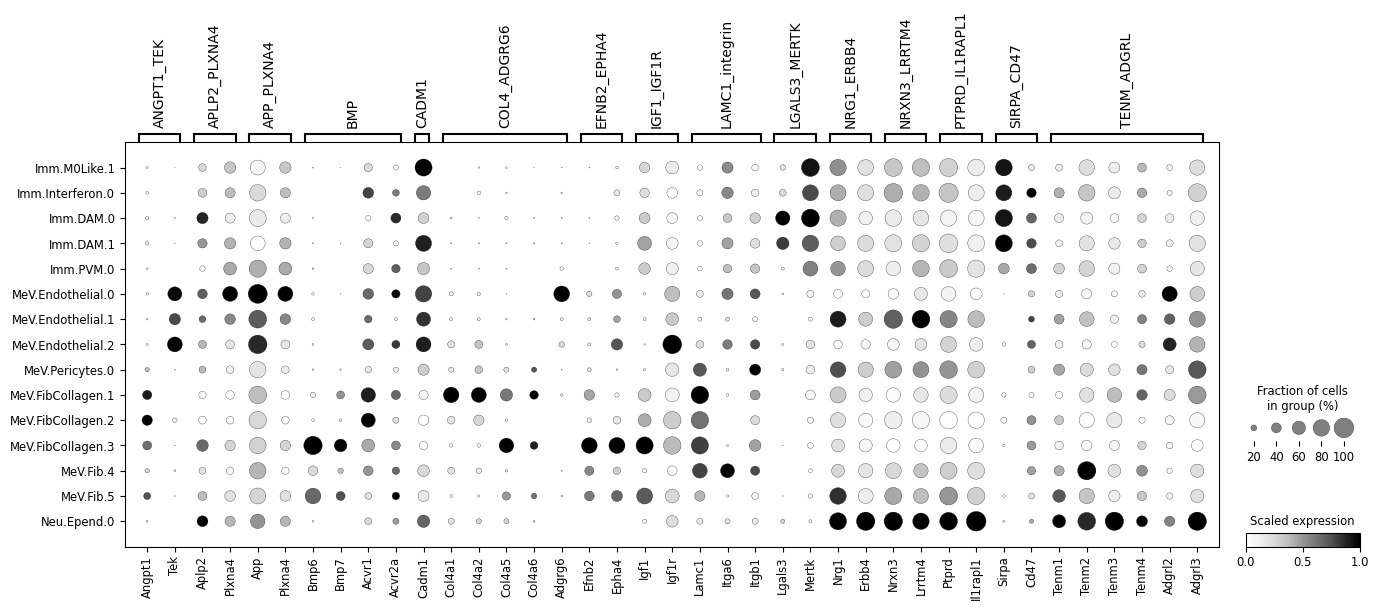 ANGPT1_TEK
APLP2_PLXNA4
APP_PLXNA4
BMP
CADM1
COL4_ADGRG6
EFNB2_EPHA4
IGF1_IGF1R
LAMC1_integrin
LGALS3_MERTK
NRG1_ERBB4
NRXN3_LRRTM4
PTPRD_IL1RAPL1
SIRPA_CD47
TENM_ADGRL
Imm.M0Like.1
Imm.Interferon.0
Imm.DAM.0
Imm.DAM.1
Imm.PVM.0
MeV.Endothelial.0
MeV.Endothelial.1
MeV.Endothelial.2
MeV.Pericytes.0
MeV.FibCollagen.1
MeV.FibCollagen.2
MeV.FibCollagen.3
MeV.Fib.4
MeV.Fib.5
Neu.Epend.0
Angpt1
Tek
Aplp2
Plxna4
App
Plxna4
Bmp6
Bmp7
Acvr1
Acvr2a
Cadm1
Col4a1
Col4a2
Col4a5
Col4a6
Adgrg6
Efnb2
Epha4
Igf1
Igf1r
Lamc1
Itga6
Itgb1
Lgals3
Mertk
Nrg1
Erbb4
Nrxn3
Lrrtm4
Ptprd
Il1rapl1
Sirpa
Cd47
Tenm1
Tenm2
Tenm3
Tenm4
Adgrl2
Adgrl3
Fraction of cells
in group (%)
20 40 60 80 100
Scaled expression
0.0 0.5 1.0